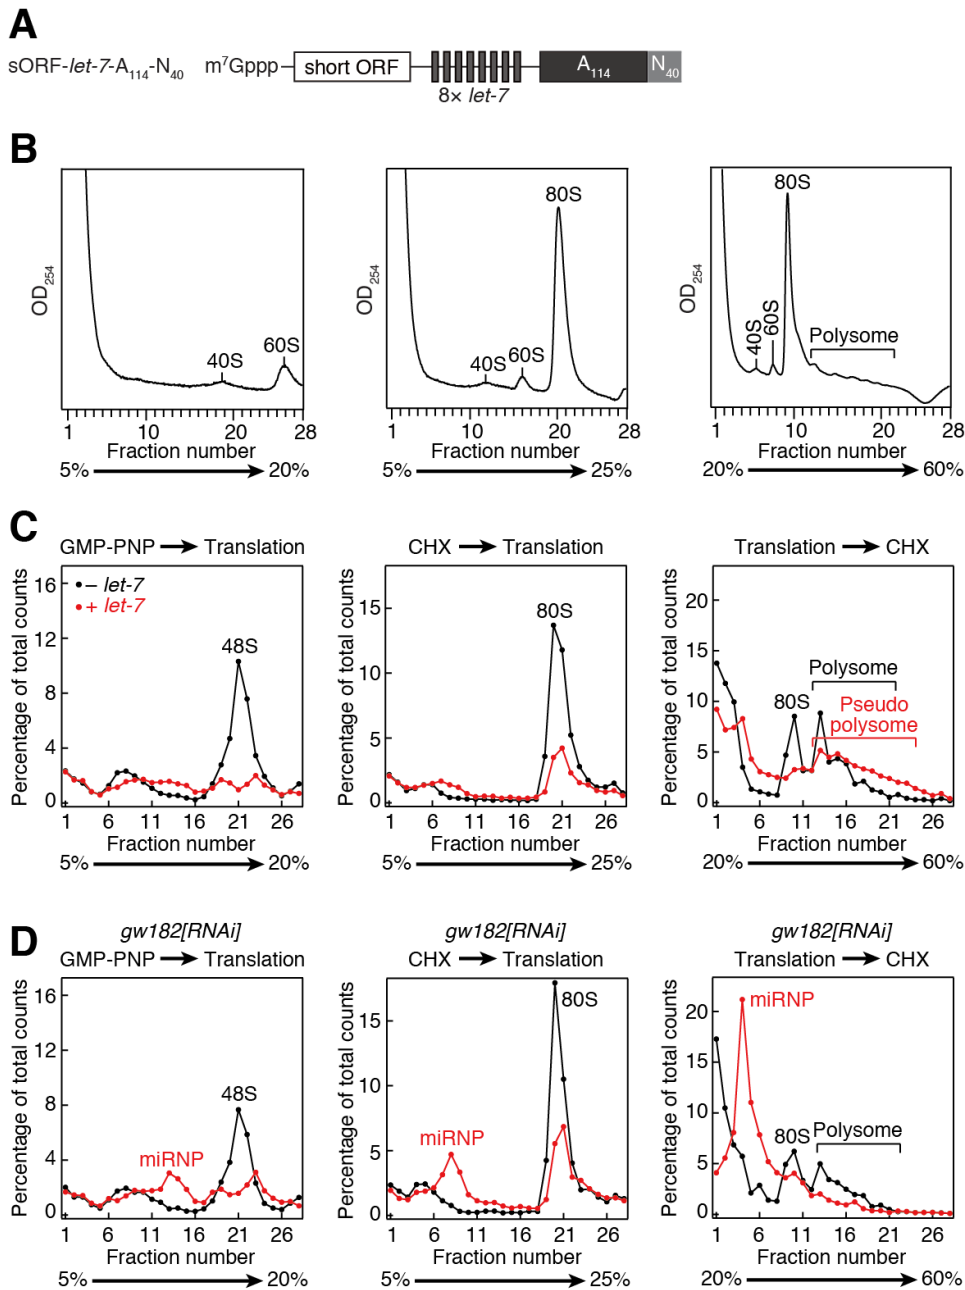 A
sORF-let-7-A114-N40 m7Gppp short ORF A114 N40
8× let-7
B
OD254 40S 60S
1 10 20 28
Fraction number
5% 20%
OD254 40S 60S 80S
1 10 20 28
Fraction number
5% 25%
OD254 40S 60S 80S Polysome
1 10 20 28
Fraction number
20% 60%
C
GMP-PNP Translation
Percentage of total counts
16
12
8
4
0
– let-7
+ let-7
48S
1 6 11 16 21 26
Fraction number
5% 20%
CHX Translation
Percentage of total counts
15
10
5
0
80S
1 6 11 16 21 26
Fraction number
5% 25%
Translation CHX
Percentage of total counts
20
15
10
5
0
Polysome
80S
Pseudo
polysome
1 6 11 16 21 26
Fraction number
20% 60%
D
gw182[RNAi]
GMP-PNP Translation
Percentage of total counts
16
12
8
4
0
48S
miRNP
1 6 11 16 21 26
Fraction number
5% 20%
gw182[RNAi]
CHX Translation
Percentage of total counts
15
10
5
0
80S
miRNP
1 6 11 16 21 26
Fraction number
5% 25%
gw182[RNAi]
Translation CHX
Percentage of total counts
20
15
10
5
0
miRNP
80S Polysome
1 6 11 16 21 26
Fraction number
20% 60%